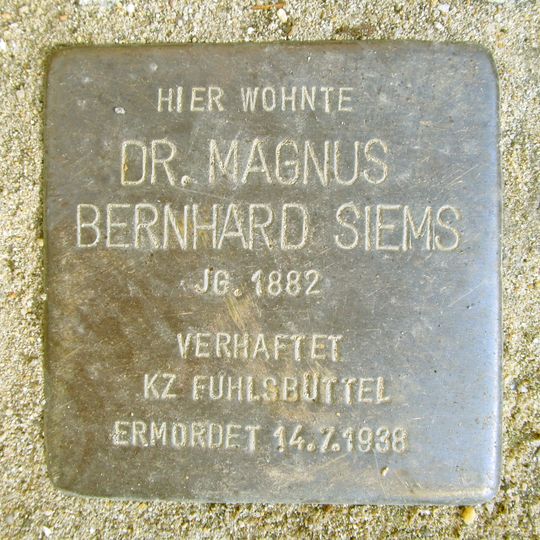 HIER WOHNTE
DR. MAGNUS
BERNHARD SIEMS
JG. 1882
VERHAFTET
KZ FUHLSBÜTTEL
ERMORDET 14.7.1938